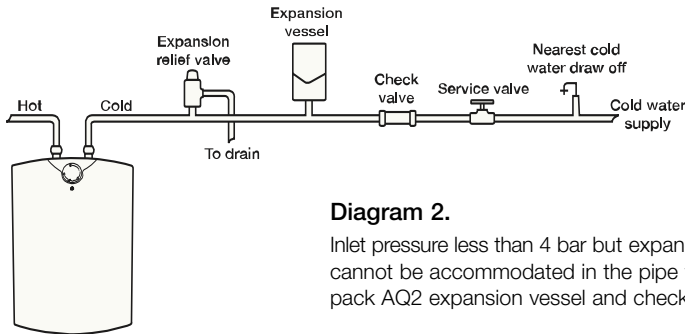 Expansion
vessel
Expansion
relief valve
Nearest cold
water draw off
Check
valve
Service valve
Hot
Cold
Cold water
supply
To drain
Diagram 2.
Inlet pressure less than 4 bar but expan
cannot be accommodated in the pipe
pack AQ2 expansion vessel and check